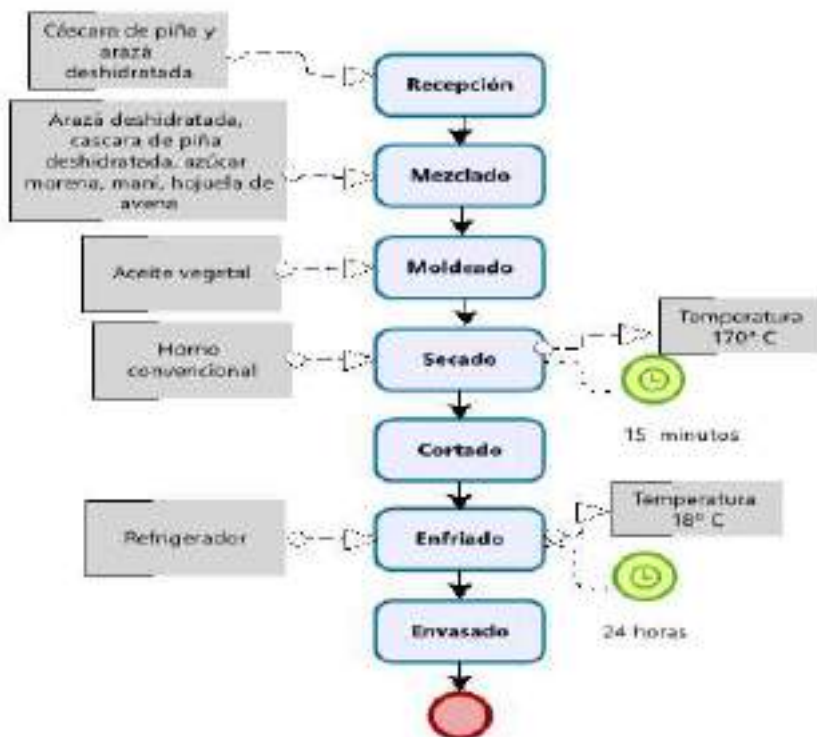 Cáscara de piña y
arazá
deshidratada
Recepción
Arazá deshidratada,
cascara de piña
deshidratada, azúcar
morena, maní, hojuela de
avena
Mezclado
Aceite vegetal
Moldeado
Horno
convencional
Secado
Temperatura
170° C
15 minutos
Cortado
Refrigerador
Enfriado
Temperatura
18° C
24 horas
Envasado